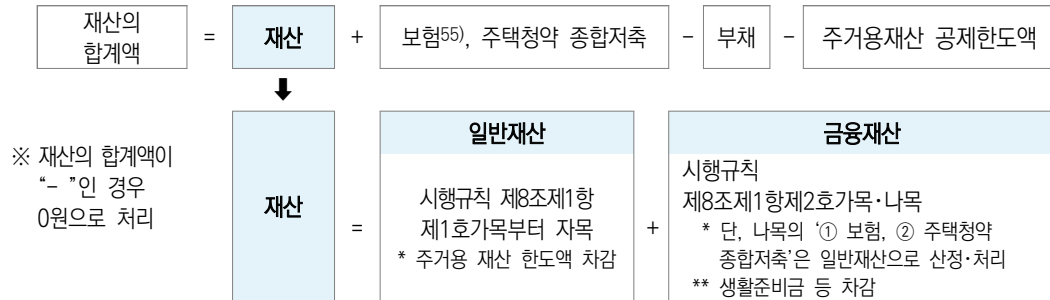 재산의
합계액 = 재산 + 보험55), 주택청약 종합저축 - 부채 - 주거용재산 공제한도액
※ 재산의 합계액이
“- ”인 경우
0원으로 처리
재산 =
일반재산
시행규칙 제8조제1항
제1호가목부터 자목
* 주거용 재산 한도액 차감
+
금융재산
시행규칙
제8조제1항제2호가목·나목
* 단, 나목의 ‘① 보험, ② 주택청약
종합저축’은 일반재산으로 산정·처리
** 생활준비금 등 차감